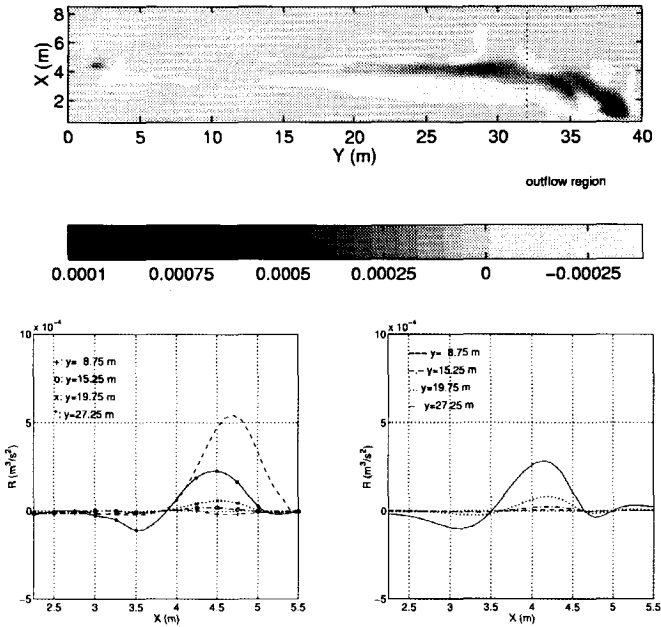 X (m)
8
6
4
2
0 5 10 15 20 25 30 35 40
Y (m)
outflow region
0.0001 0.00075 0.0005 0.00025 0 -0.00025
10 x 10⁻⁴
+: y= 8.75 m
o: y=15.25 m
x: y=19.75 m
*: y=27.25 m
5
R (m³/s²)
0
-5
2.5 3 3.5 4 4.5 5 5.5
X (m)
10 x 10⁻⁴
y= 8.75 m
y=15.25 m
y=19.75 m
y=27.25 m
5
R (m³/s²)
0
-5
2.5 3 3.5 4 4.5 5 5.5
X (m)